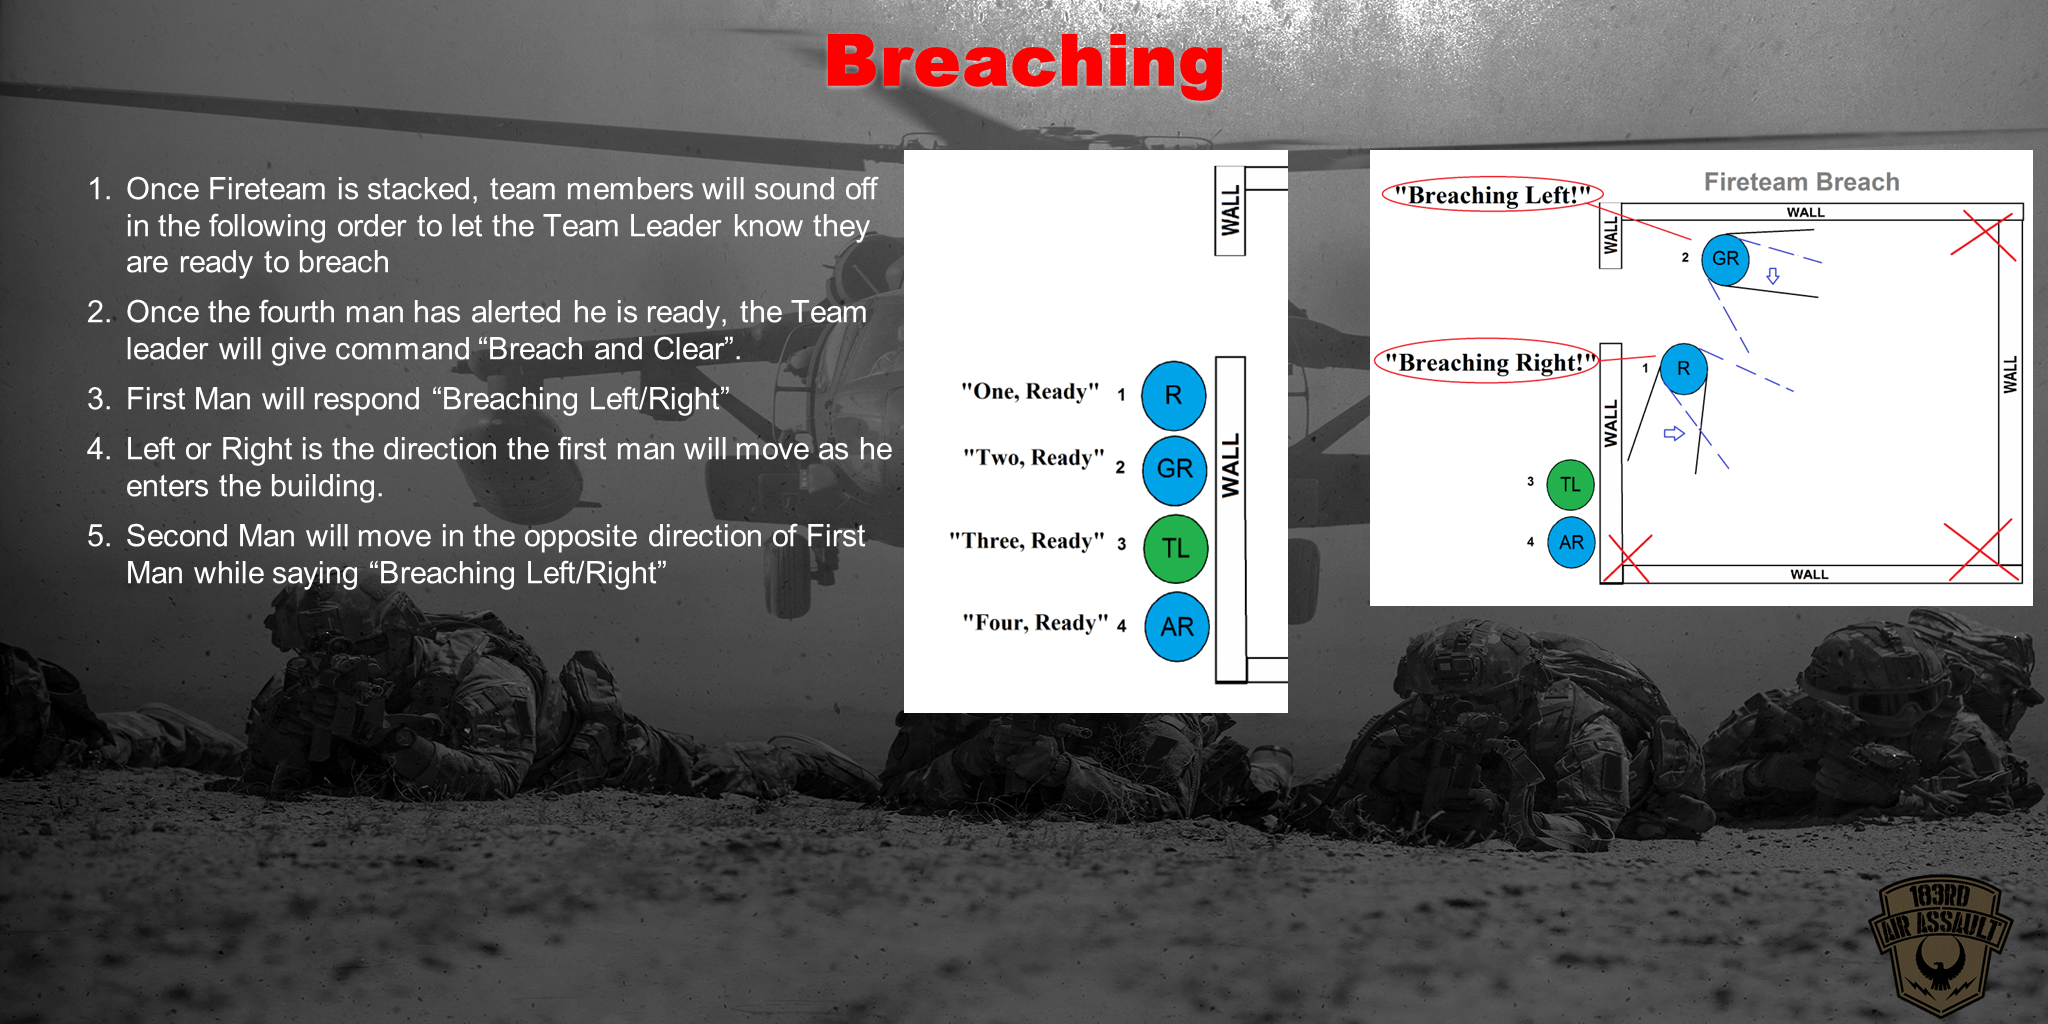 Breaching
1. Once Fireteam is stacked, team members will sound off
in the following order to let the Team Leader know they
are ready to breach
2. Once the fourth man has alerted he is ready, the Team
leader will give command “Breach and Clear”.
3. First Man will respond “Breaching Left/Right”
4. Left or Right is the direction the first man will move as he
enters the building.
5. Second Man will move in the opposite direction of First
Man while saying “Breaching Left/Right”
WALL
"One, Ready" 1 R
"Two, Ready" 2 GR
WALL
"Three, Ready" 3 TL
"Four, Ready" 4 AR
Fireteam Breach
"Breaching Left!"
WALL
WALL
2 GR
"Breaching Right!"
1 R
WALL
WALL
3 TL
4 AR
WALL
183RD
AIR ASSAULT